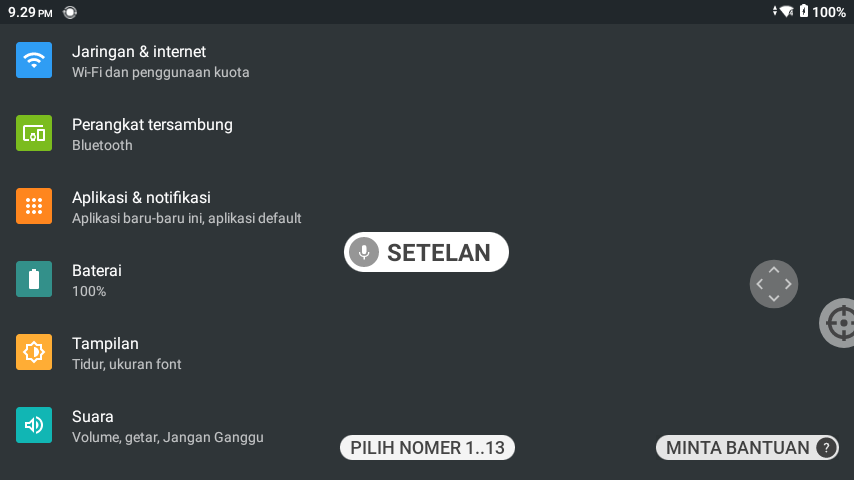 9.29 PM
100%
Jaringan & internet
Wi-Fi dan penggunaan kuota
Perangkat tersambung
Bluetooth
Aplikasi & notifikasi
Aplikasi baru-baru ini, aplikasi default
SETELAN
Baterai
100%
Tampilan
Tidur, ukuran font
Suara
Volume, getar, Jangan Ganggu
PILIH NOMER 1..13
MINTA BANTUAN ?